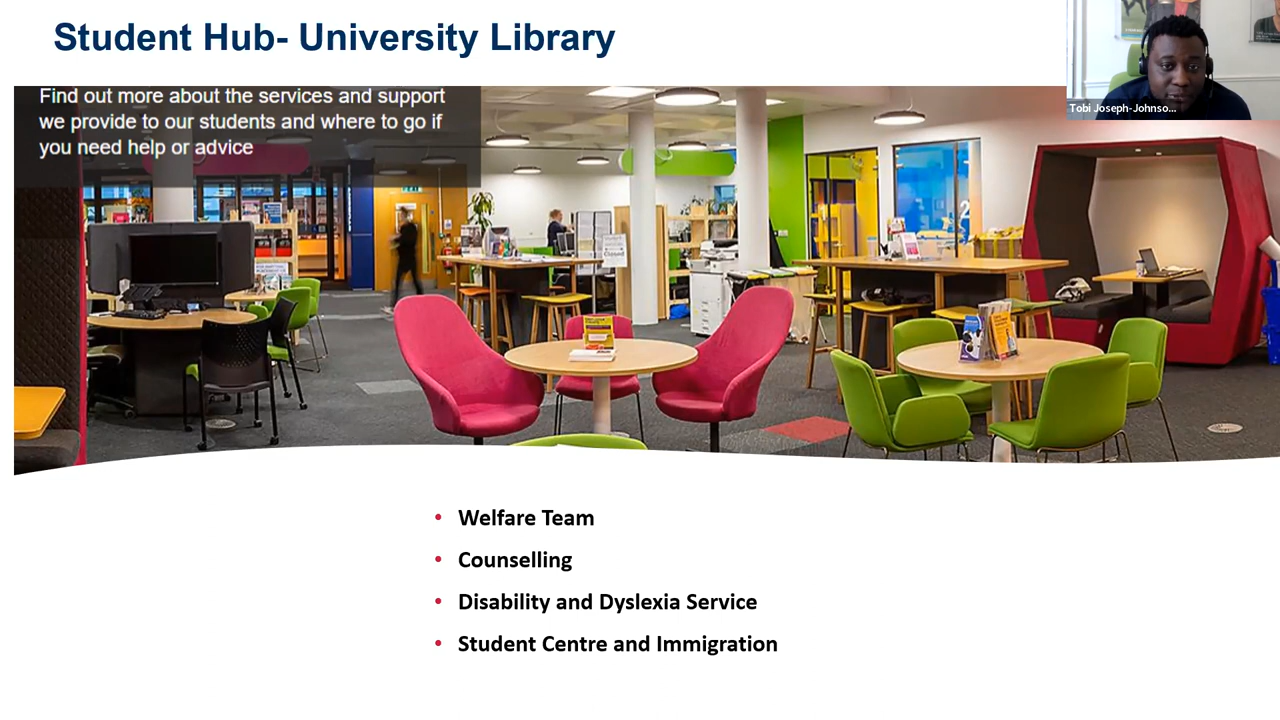 Student Hub- University Library
Find out more about the services and support
we provide to our students and where to go if
you need help or advice
Tobi Joseph-Johnso...
2
Closed
• Welfare Team
• Counselling
• Disability and Dyslexia Service
• Student Centre and Immigration